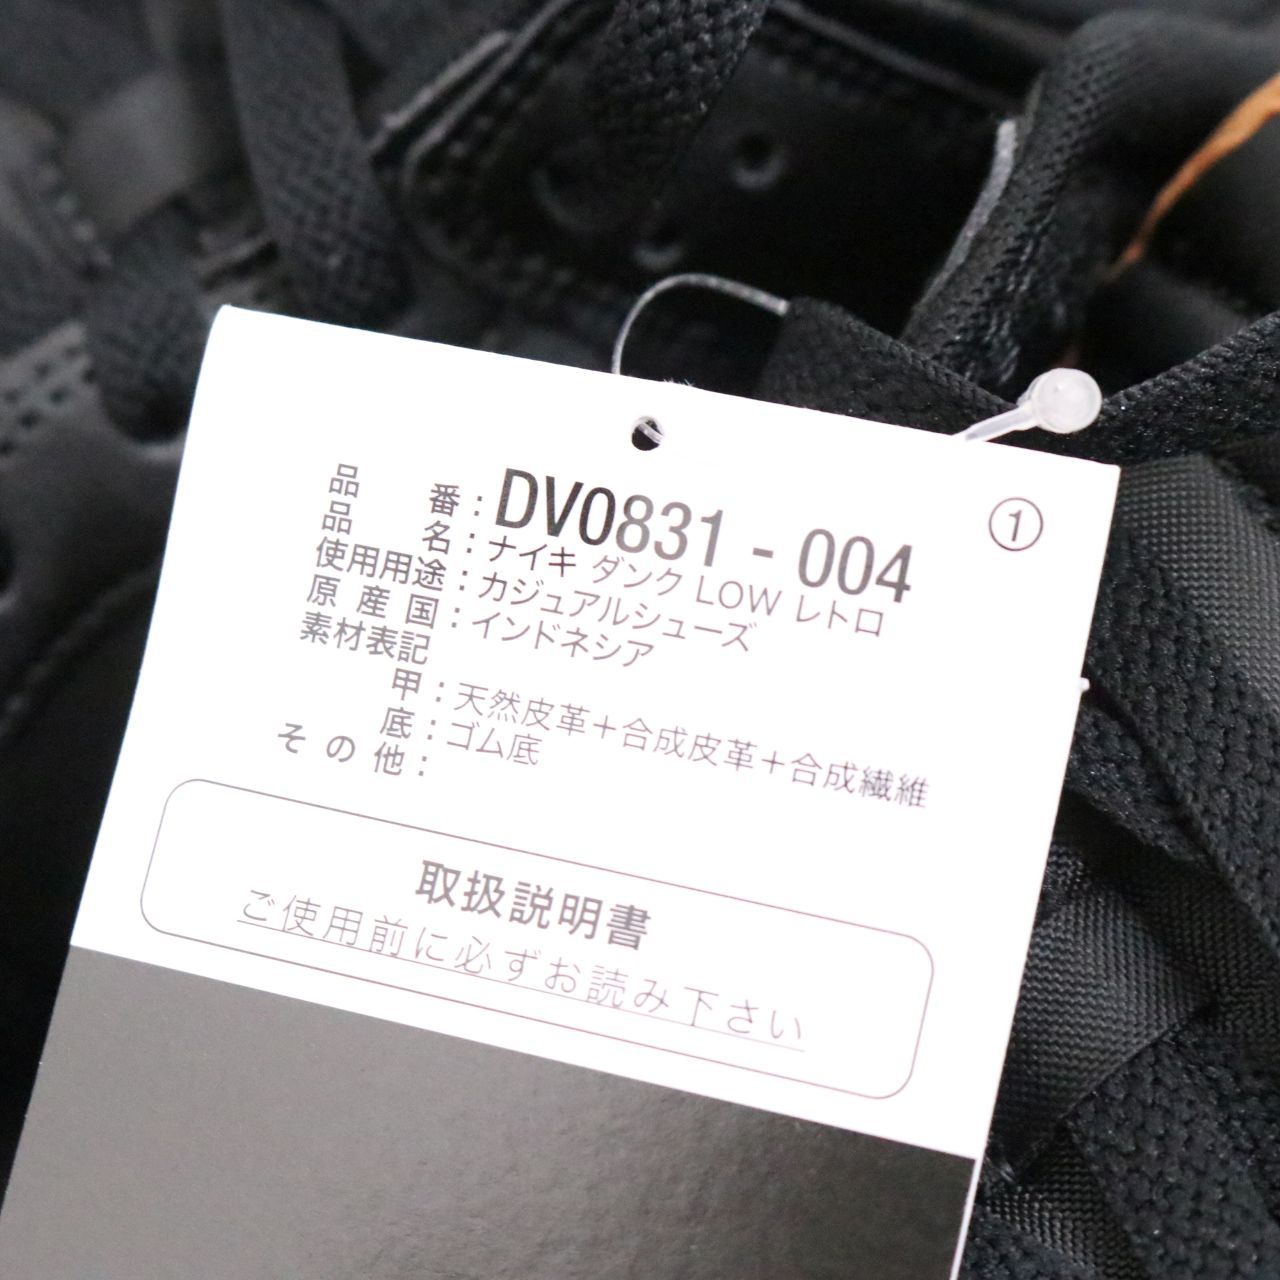 ①
品番：DV0831 - 004
品名：ナイキ ダンク LOW レトロ
使用用途：カジュアルシューズ
原産国：インドネシア
素材表記
甲：天然皮革＋合成皮革＋合成繊維
底：ゴム底
その他：
取扱説明書
ご使用前に必ずお読み下さい